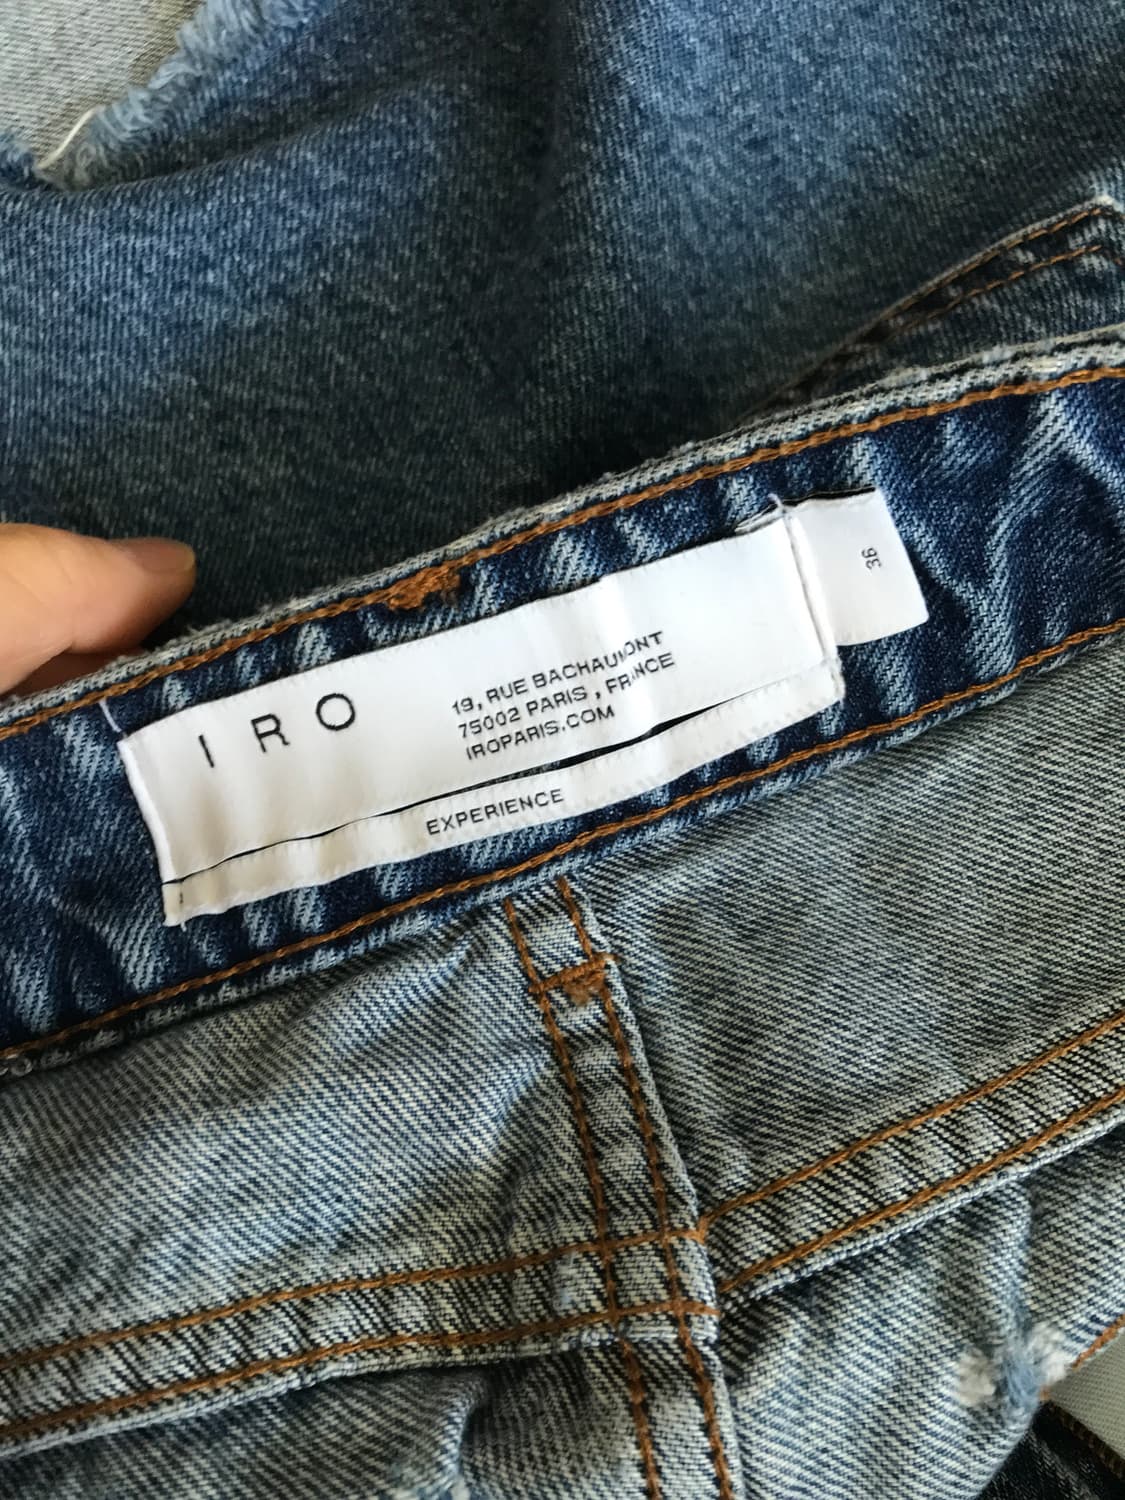 I R O
19, RUE BACHAUMONT
75002 PARIS , FRANCE
IROPARIS.COM
EXPERIENCE
36